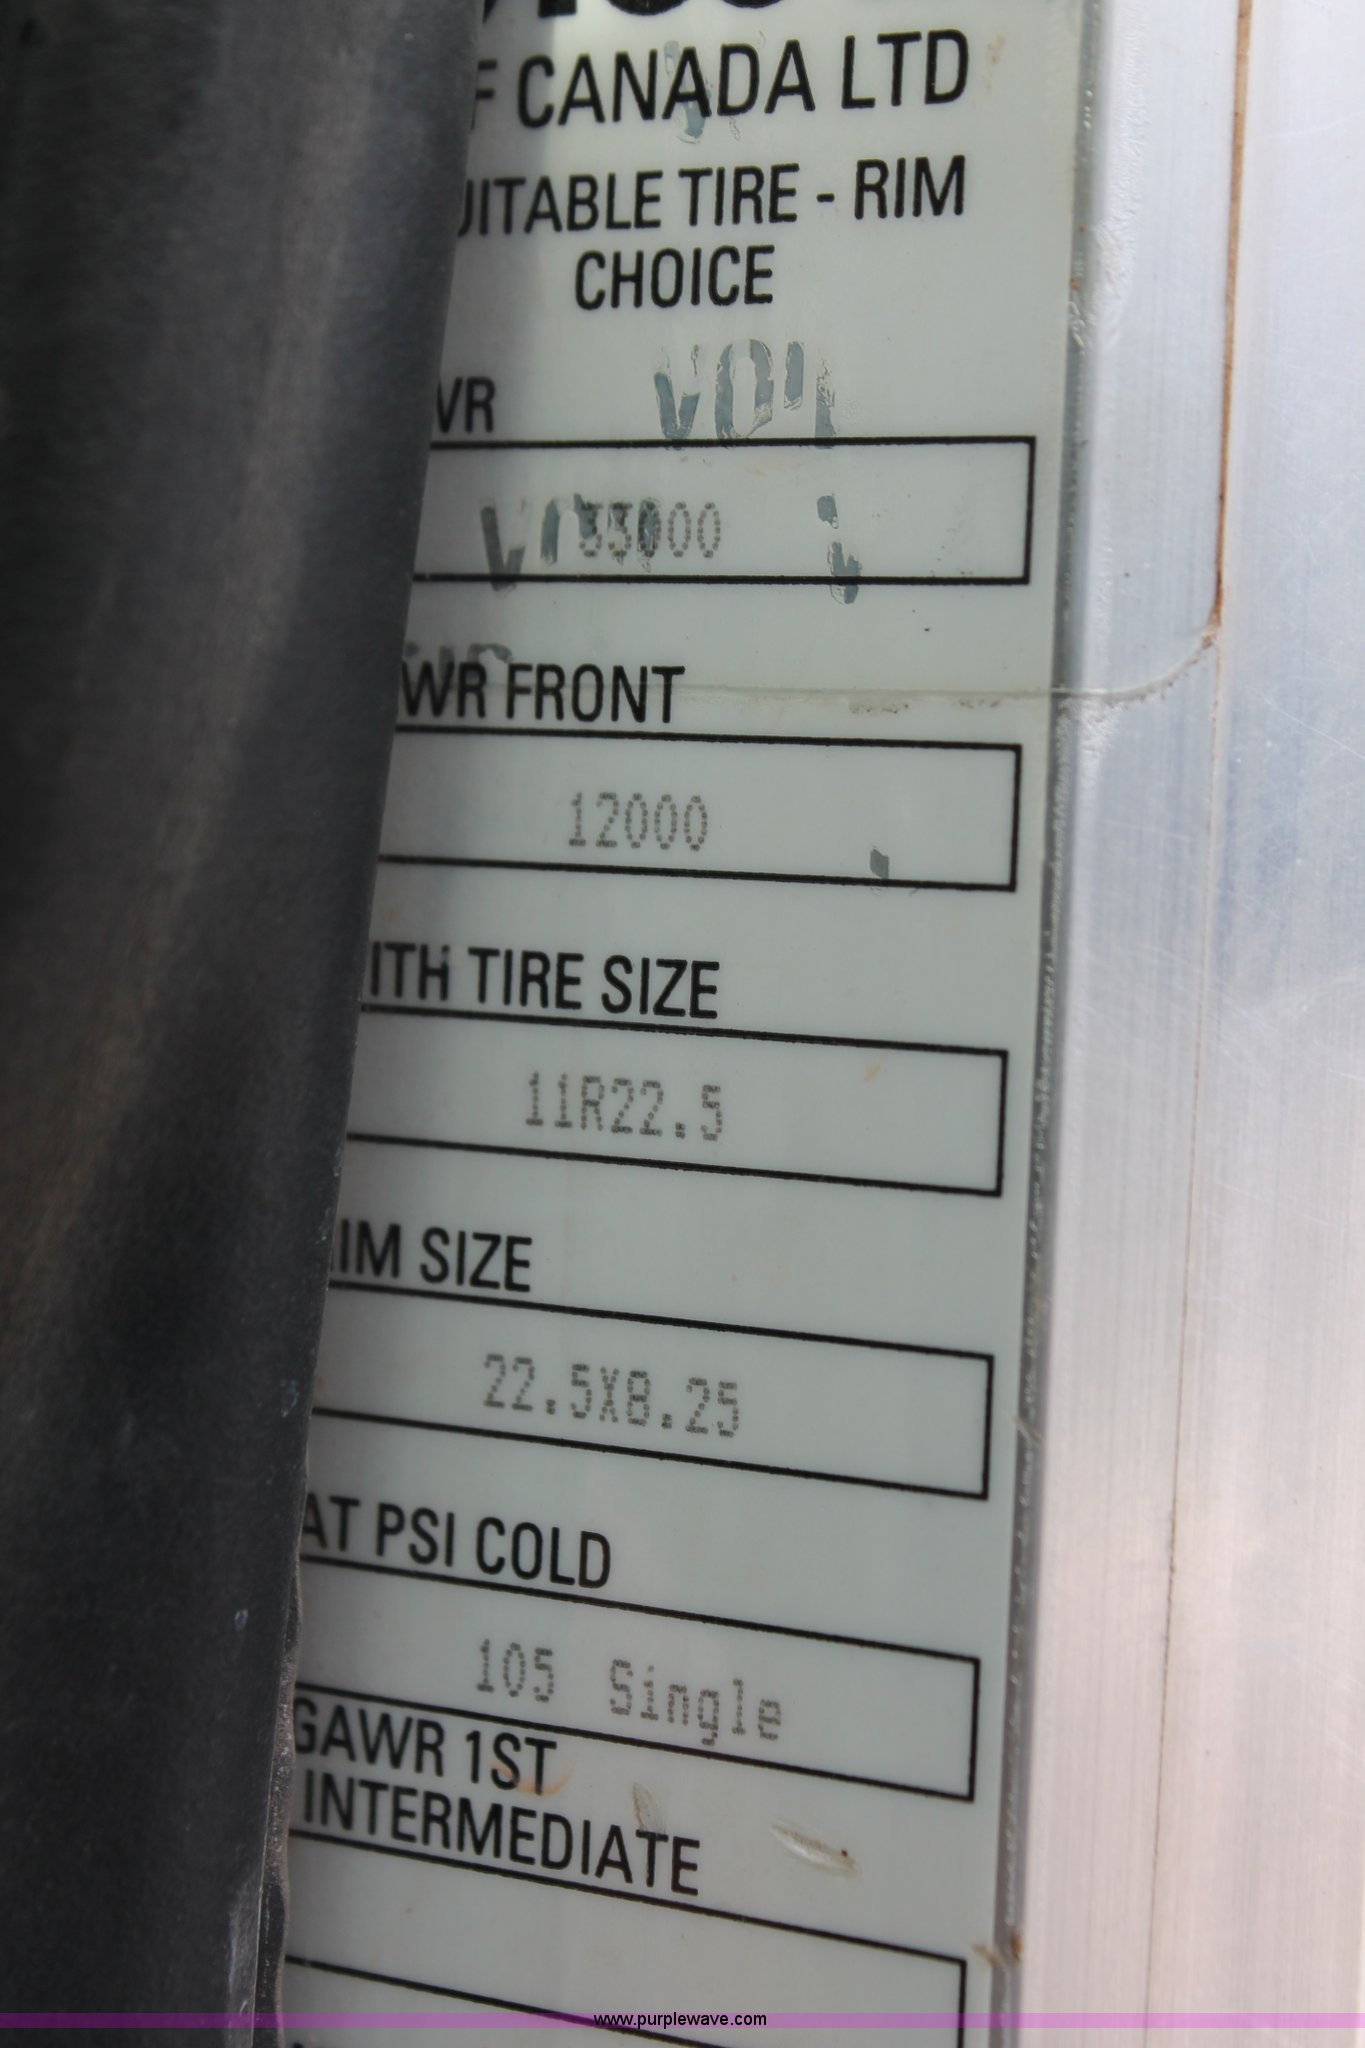 F CANADA LTD
UITABLE TIRE - RIM
CHOICE
VR
33000
WR FRONT
12000
ITH TIRE SIZE
11R22.5
IM SIZE
22.5X8.25
AT PSI COLD
105 Single
GAWR 1ST
INTERMEDIATE
www.purplewave.com